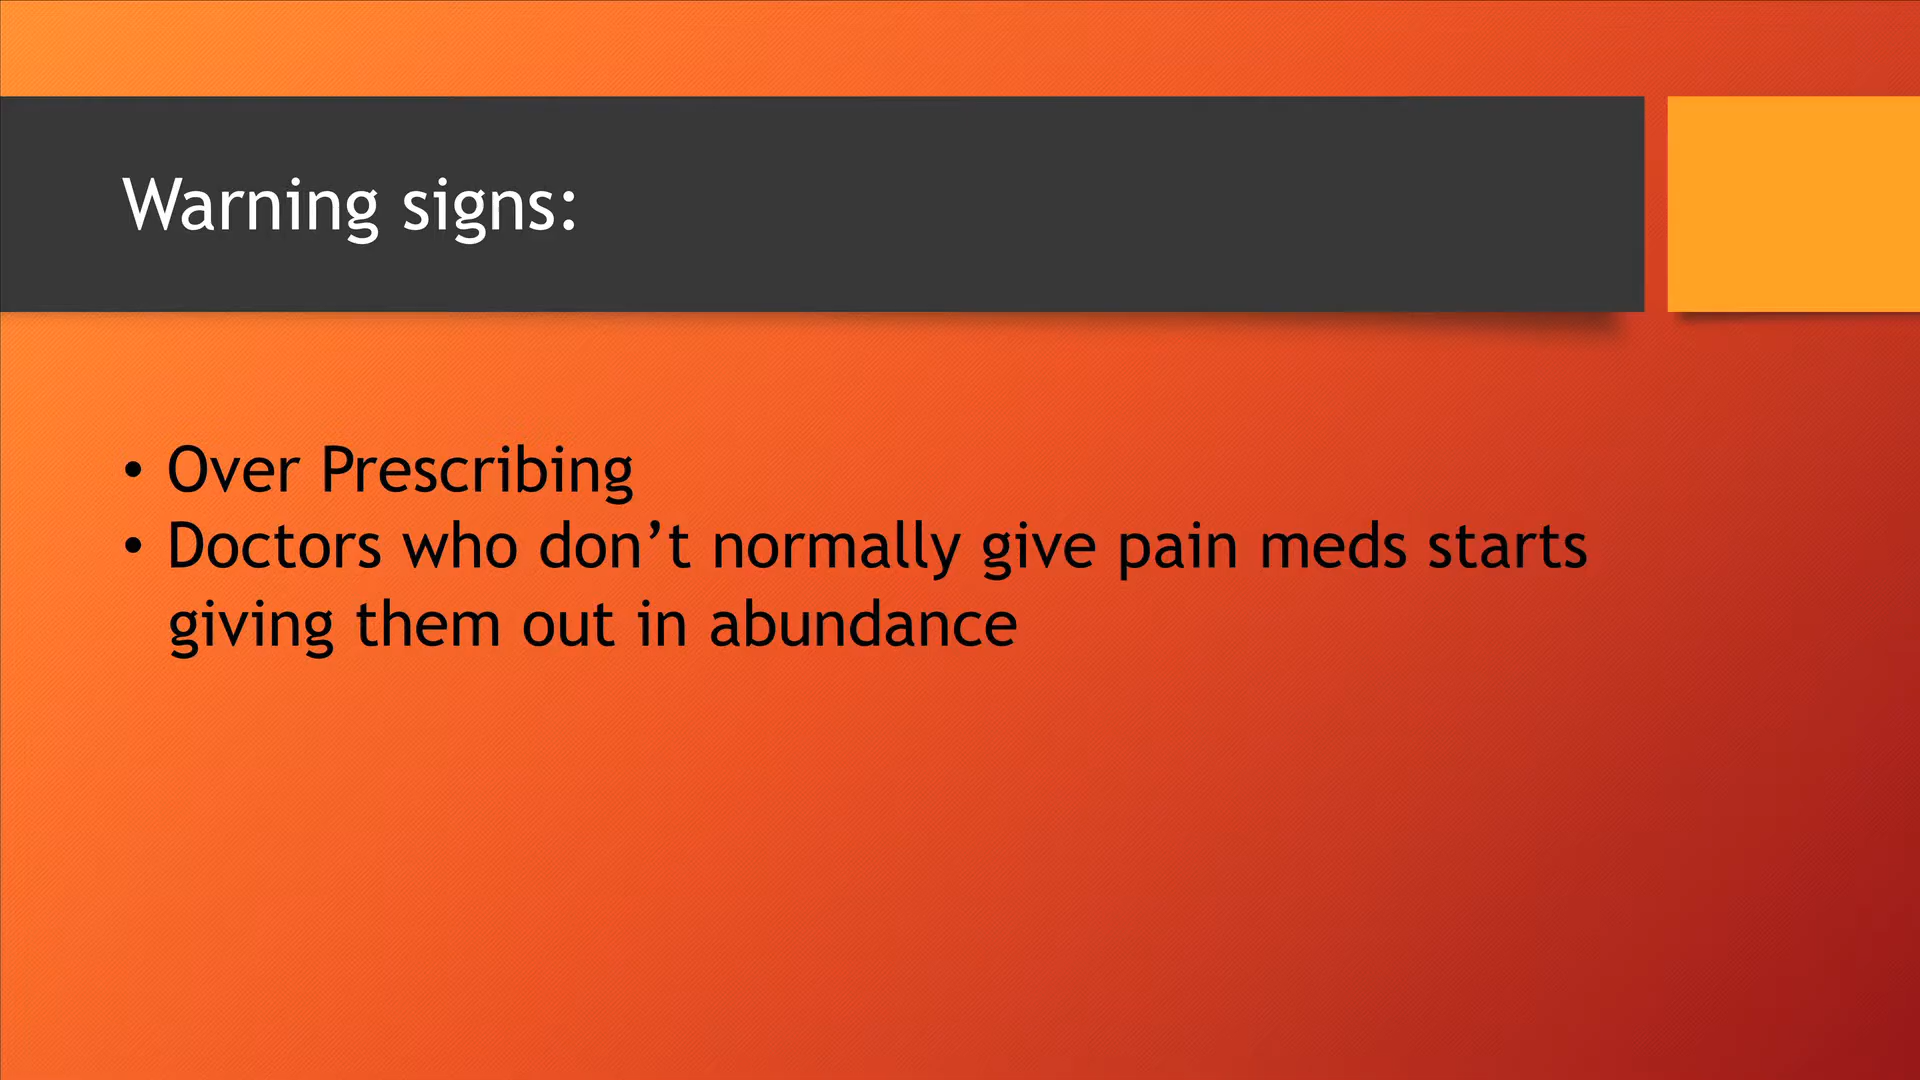 Warning signs:
• Over Prescribing
• Doctors who don’t normally give pain meds starts
giving them out in abundance